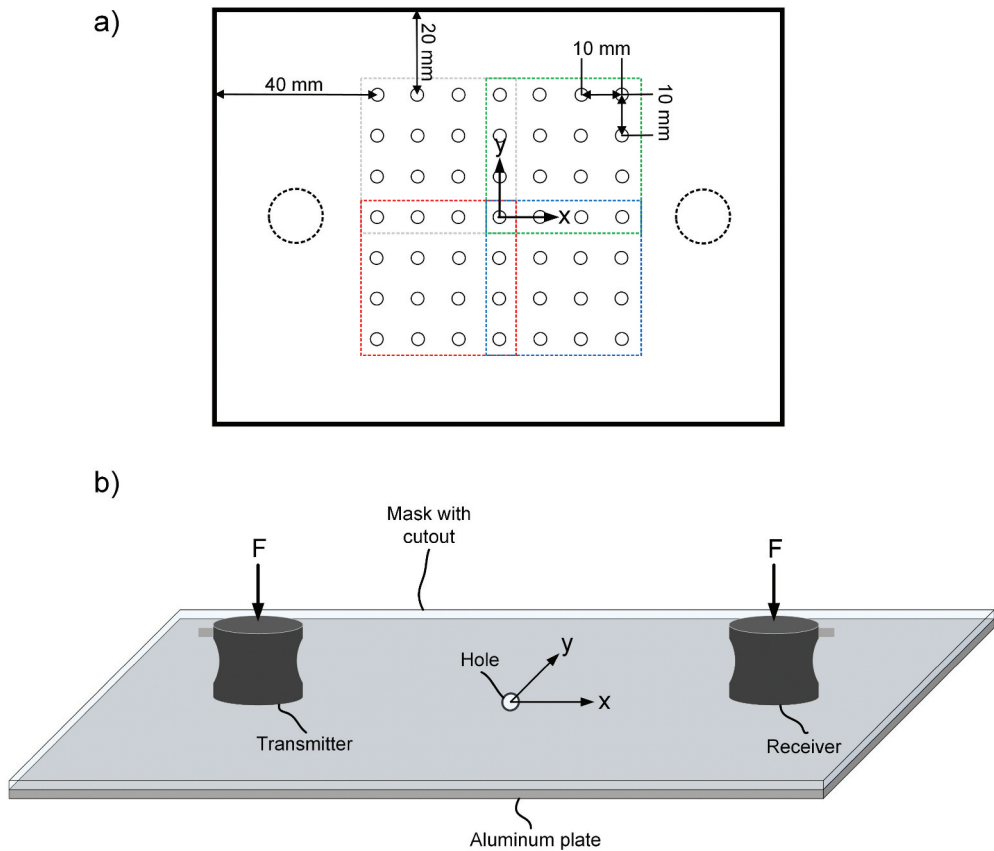 a)
20 mm
10 mm
40 mm
10 mm
y
x
b)
Mask with
cutout
F
F
Hole
y
x
Transmitter
Receiver
Aluminum plate